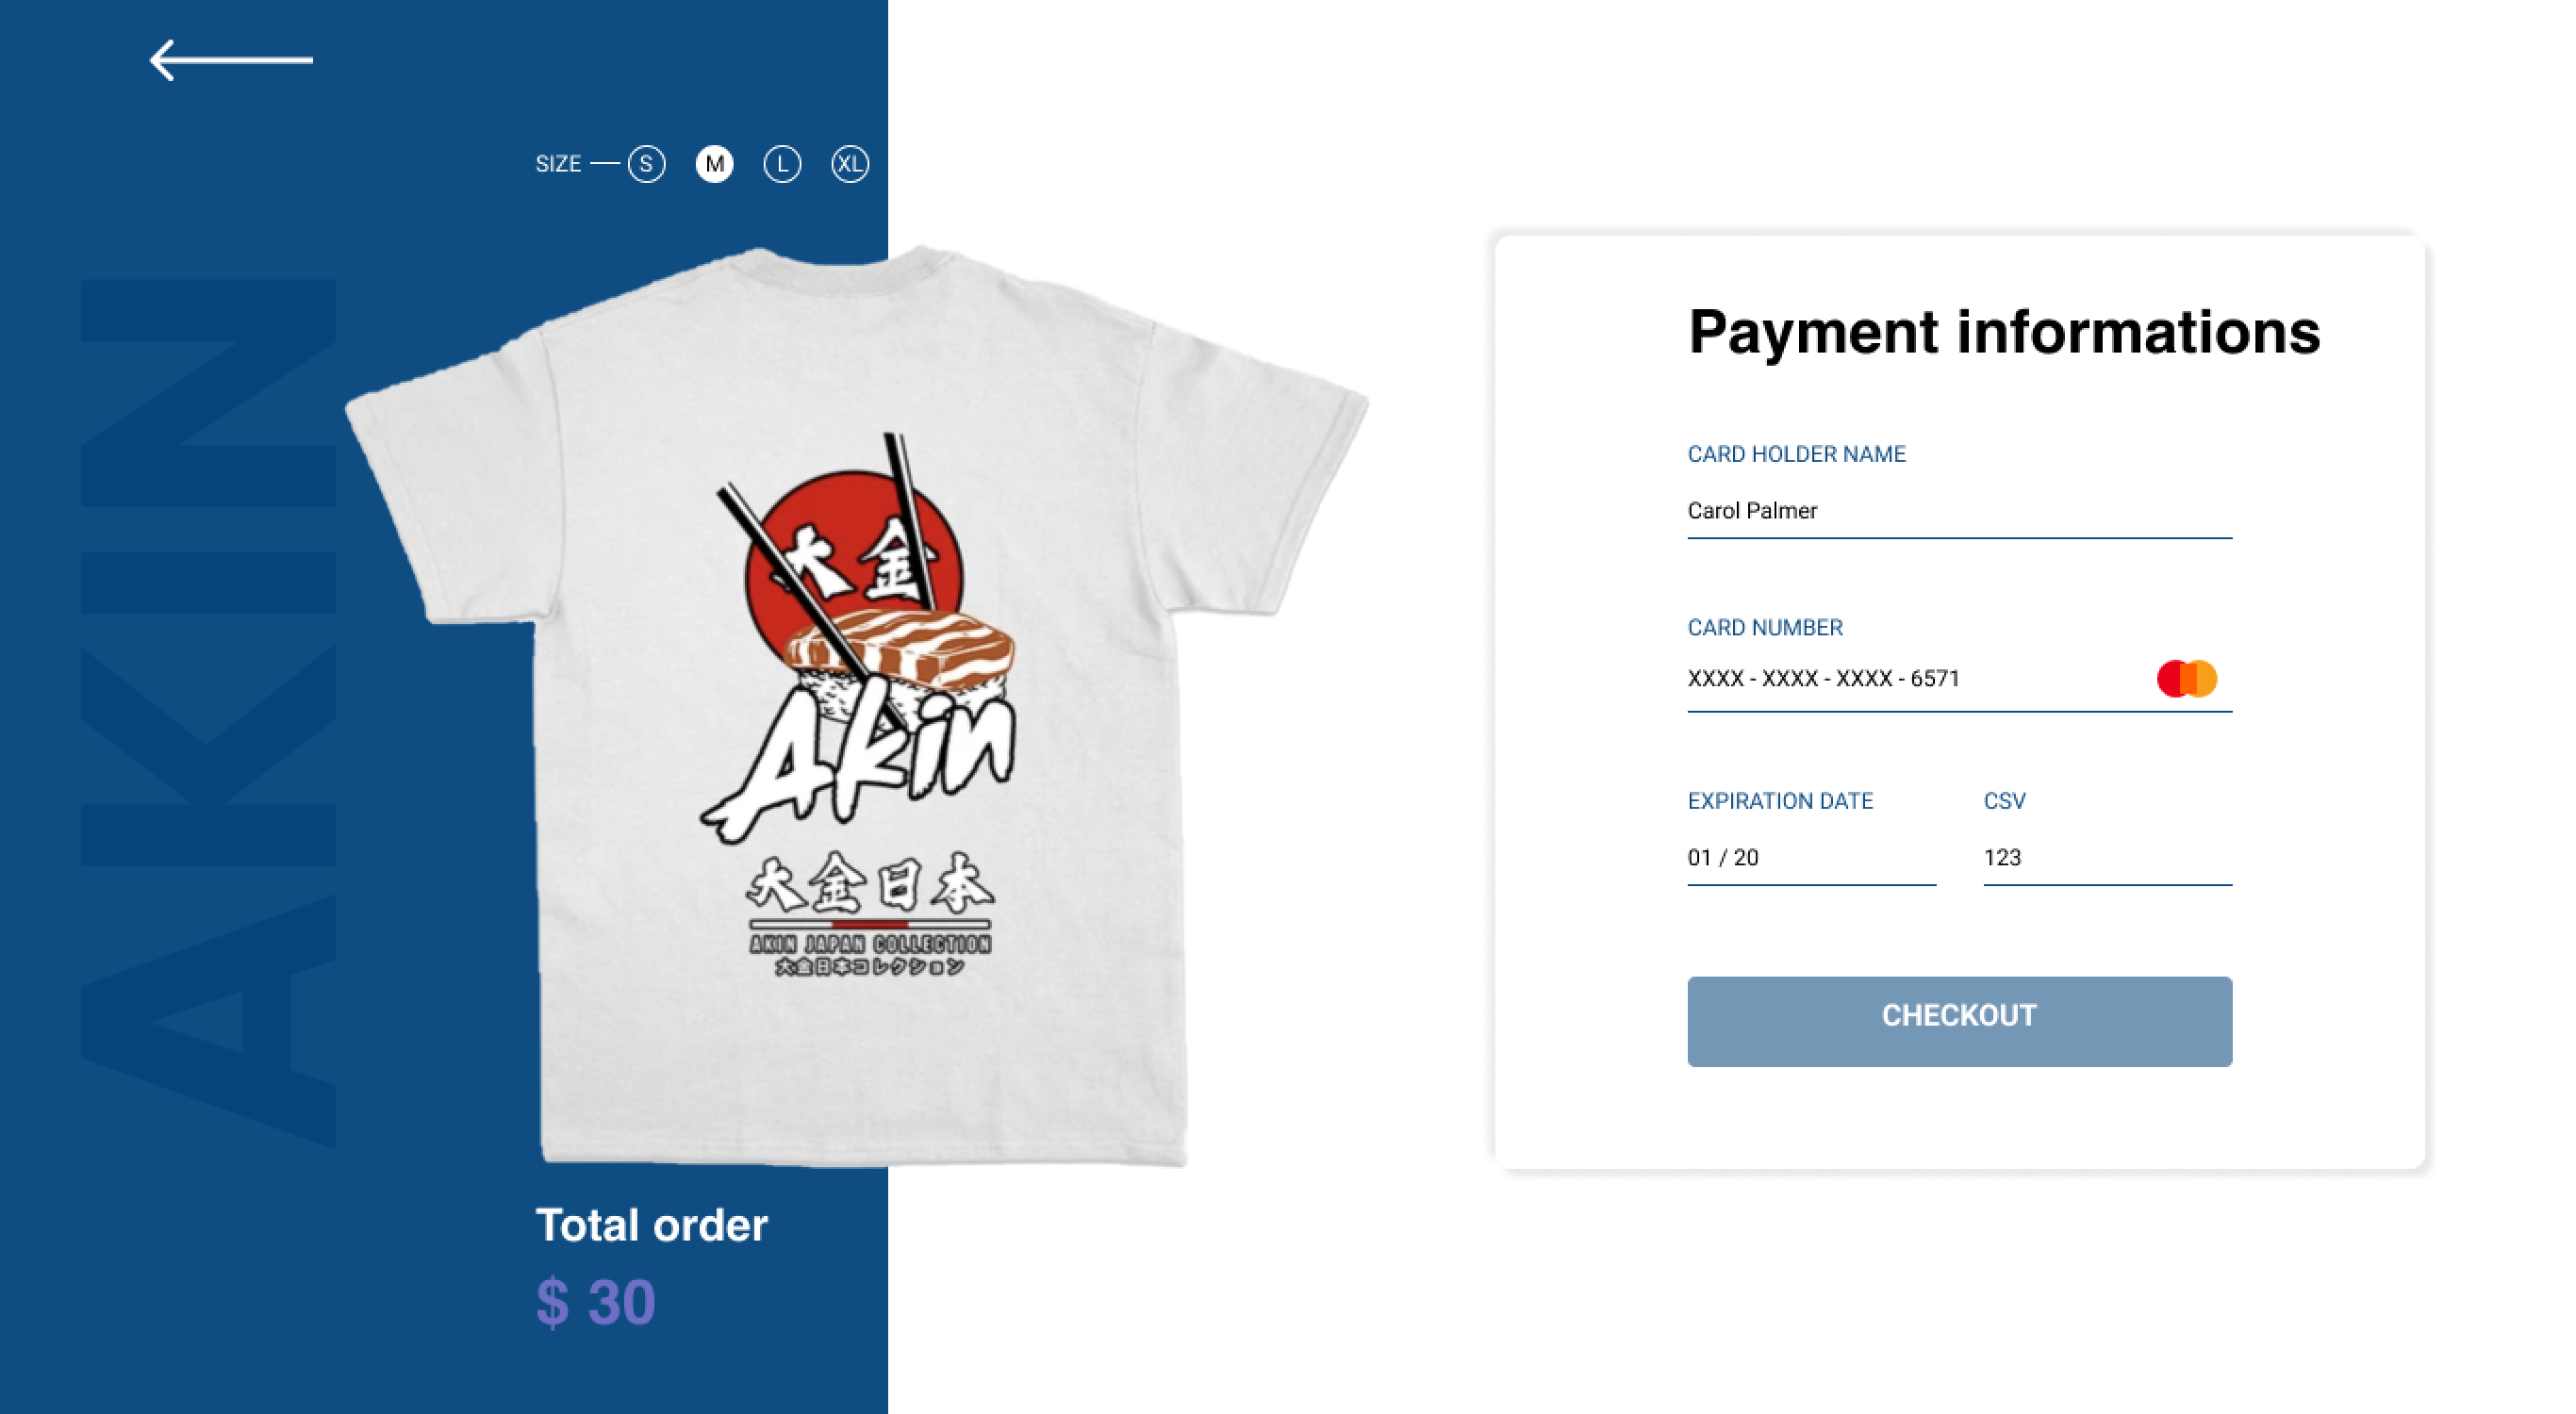 SIZE — S M L XL
AKIN
大金
Akin
大金日本
AKIN JAPAN COLLECTION
大金日本コレクション
Total order
$ 30
Payment informations
CARD HOLDER NAME
Carol Palmer
CARD NUMBER
XXXX - XXXX - XXXX - 6571
EXPIRATION DATE CSV
01 / 20 123
CHECKOUT